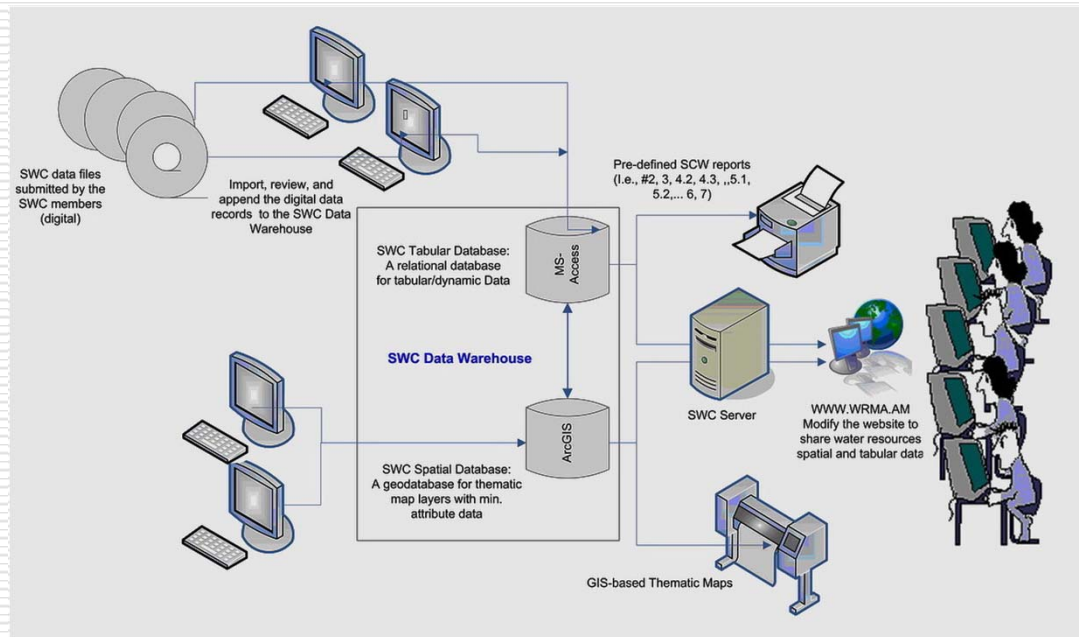 SWC data files
submitted by the
SWC members
(digital)
Import, review, and
append the digital data
records to the SWC Data
Warehouse
Pre-defined SCW reports
(I.e., #2, 3, 4.2, 4.3, ,,5.1,
5.2,... 6, 7)
SWC Tabular Database:
A relational database
for tabular/dynamic Data
MS-
Access
SWC Data Warehouse
SWC Server
WWW.WRMA.AM
Modify the website to
share water resources
spatial and tabular data
ArcGIS
SWC Spatial Database:
A geodatabase for thematic
map layers with min.
attribute data
GIS-based Thematic Maps